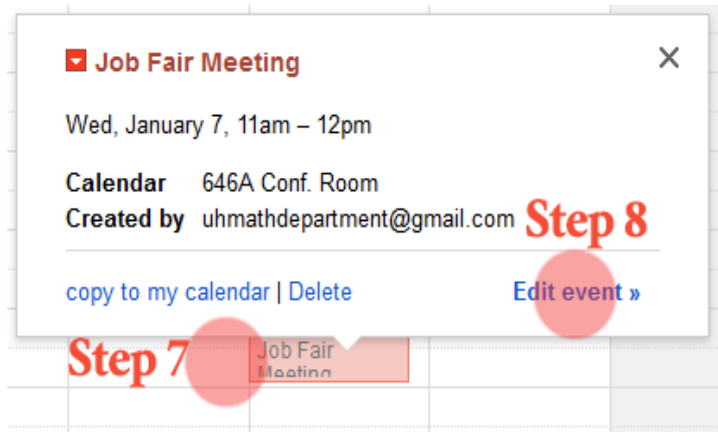 Job Fair Meeting
Wed, January 7, 11am – 12pm
Calendar 646A Conf. Room
Created by uhmathdepartment@gmail.com
Step 8
copy to my calendar | Delete Edit event »
Step 7
Job Fair
Meeting